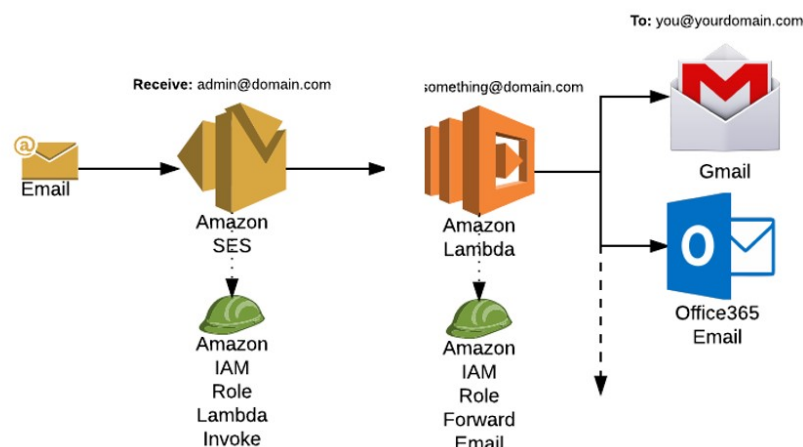 To: you@yourdomain.com
Receive: admin@domain.com
something@domain.com
@
Email
Amazon
SES
Amazon
Lambda
Gmail
O
Office365
Email
Amazon
IAM
Role
Lambda
Invoke
Amazon
IAM
Role
Forward
Email